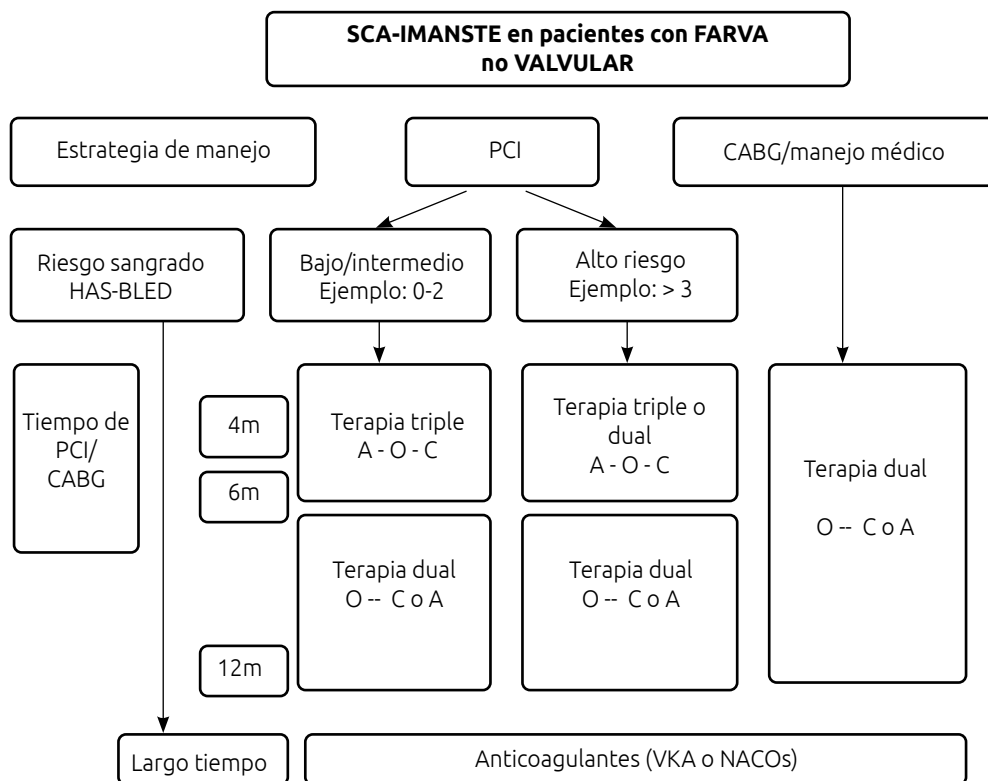 SCA-IMANSTE en pacientes con FARVA
no VALVULAR
Estrategia de manejo
PCI
CABG/manejo médico
Riesgo sangrado
HAS-BLED
Bajo/intermedio
Ejemplo: 0-2
Alto riesgo
Ejemplo: > 3
Tiempo de
PCI/
CABG
4m
6m
12m
Terapia triple
A - O - C
Terapia triple o
dual
A - O - C
Terapia dual
O -- C o A
Terapia dual
O -- C o A
Terapia dual
O -- C o A
Largo tiempo
Anticoagulantes (VKA o NACOs)